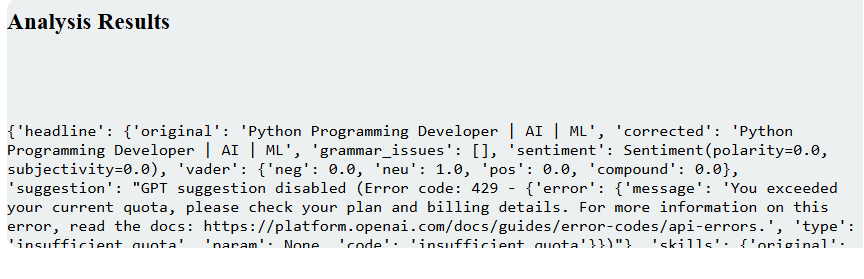 Analysis Results
{'headline': {'original': 'Python Programming Developer | AI | ML', 'corrected': 'Python
Programming Developer | AI | ML', 'grammar_issues': [], 'sentiment': Sentiment(polarity=0.0,
subjectivity=0.0), 'vader': {'neg': 0.0, 'neu': 1.0, 'pos': 0.0, 'compound': 0.0},
'suggestion': "GPT suggestion disabled (Error code: 429 - {'error': {'message': 'You exceeded
your current quota, please check your plan and billing details. For more information on this
error, read the docs: https://platform.openai.com/docs/guides/error-codes/api-errors.', 'type':
'insufficient_quota', 'param': None, 'code': 'insufficient_quota'}})"}, 'skills': {'original':